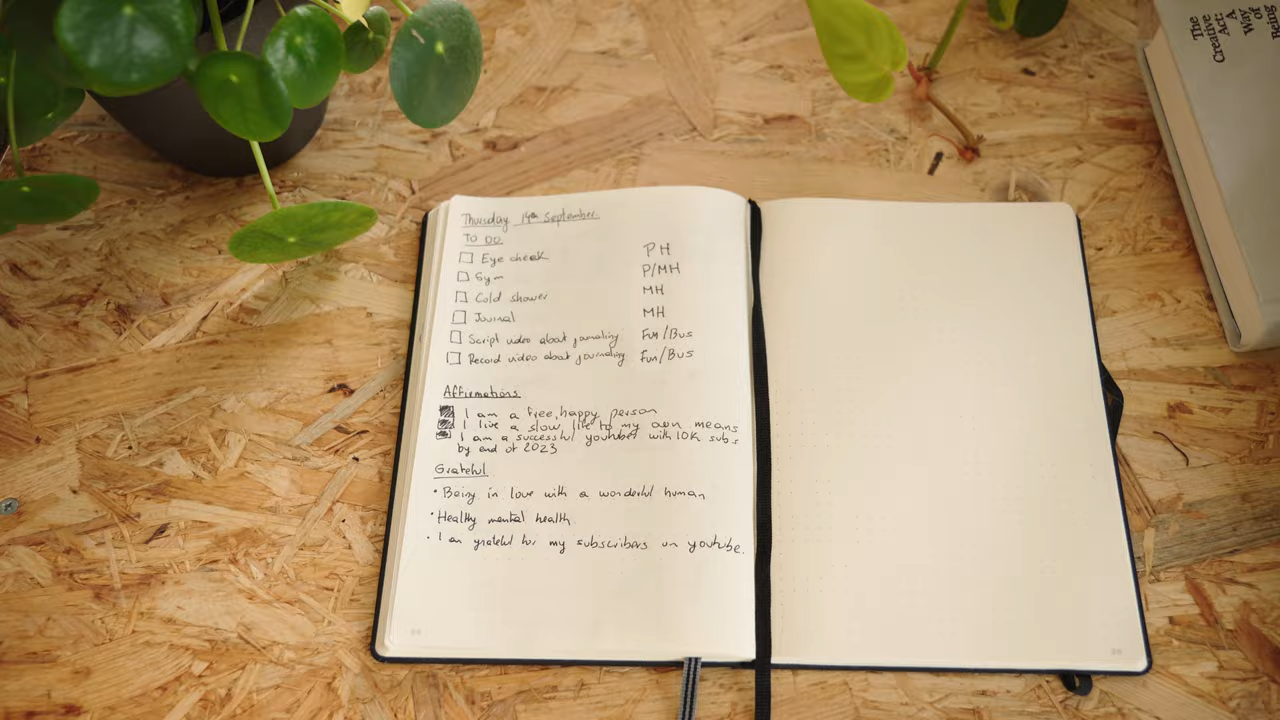 Thursday 14th September
TO DO
Eye check PH
Gym P/MH
Cold shower MH
Journal MH
Script video about journaling Fun/Bus
Record video about journaling Fun/Bus
Affirmations
I am a free, happy person
I live a slow life to my own means
I am a successful youtuber with 10K subs
by end of 2023
Grateful
• Being in love with a wonderful human
• Healthy mental health
• I am grateful for my subscribers on youtube.
The
Creative
Act:
A
Way
of
Being